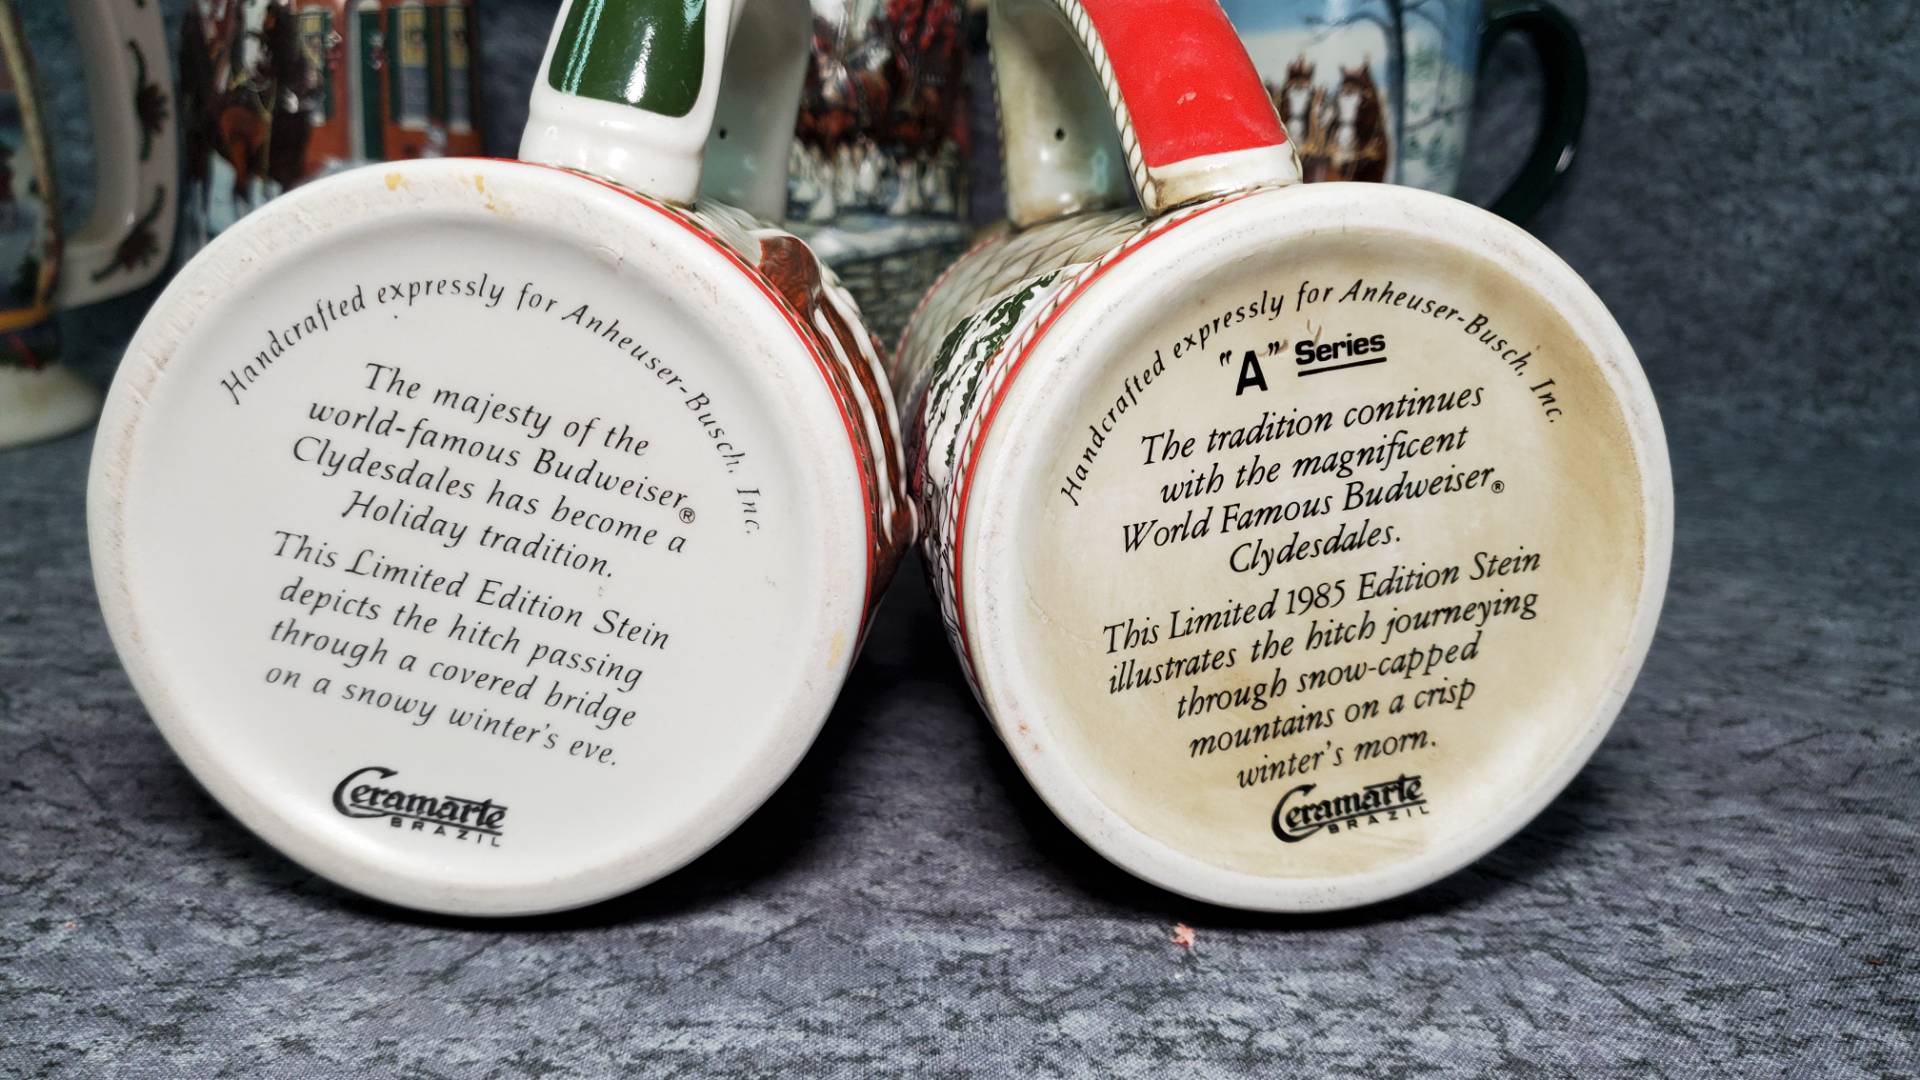 Handcrafted expressly for Anheuser-Busch, Inc.
The majesty of the
world-famous Budweiser®
Clydesdales has become a
Holiday tradition.
This Limited Edition Stein
depicts the hitch passing
through a covered bridge
on a snowy winter's eve.
Ceramarte
BRAZIL
Handcrafted expressly for Anheuser-Busch, Inc.
"A" Series
The tradition continues
with the magnificent
World Famous Budweiser®
Clydesdales.
This Limited 1985 Edition Stein
illustrates the hitch journeying
through snow-capped
mountains on a crisp
winter's morn.
Ceramarte
BRAZIL